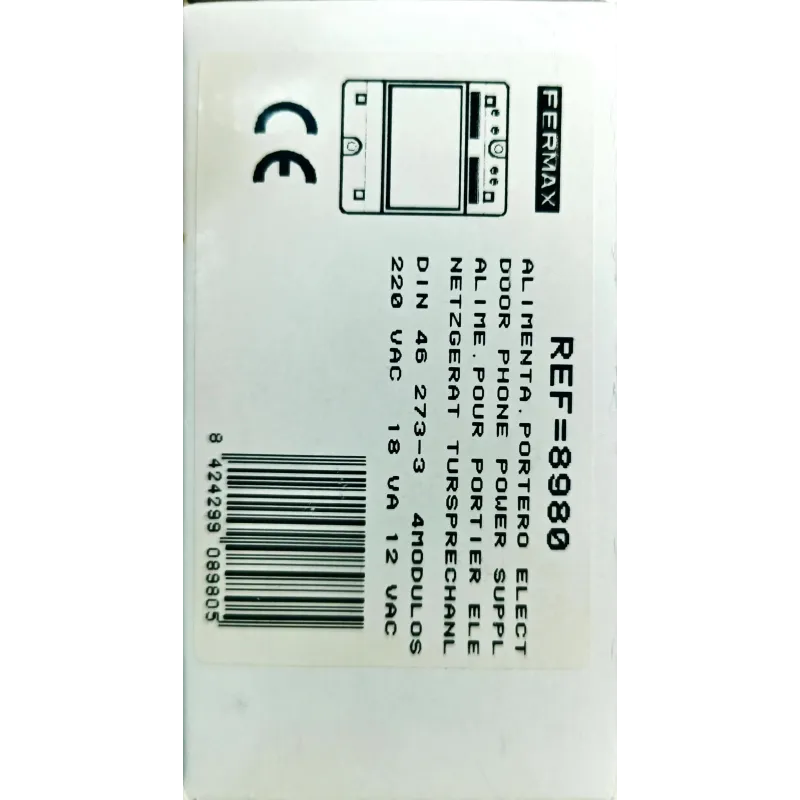 FERMAX
REF=8980
ALIMENTA.PORTERO ELECT
DOOR PHONE POWER SUPPL
ALIME.POUR PORTIER ELE
NETZGERAT TURSPRECHANL
DIN 46 273-3 4MODULOS
220 VAC 18 VA 12 VAC
CE
8 424299 089805